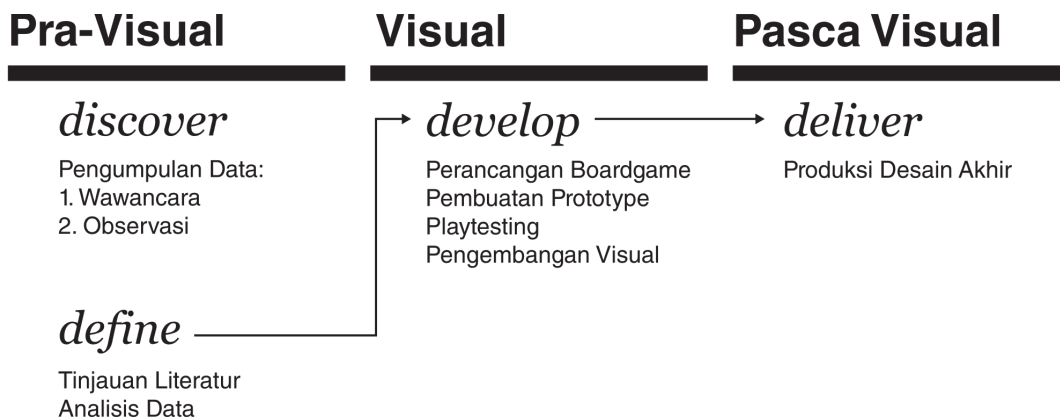 Pra-Visual
discover
Pengumpulan Data:
1. Wawancara
2. Observasi
define
Tinjauan Literatur
Analisis Data
Visual
develop
Perancangan Boardgame
Pembuatan Prototype
Playtesting
Pengembangan Visual
Pasca Visual
deliver
Produksi Desain Akhir